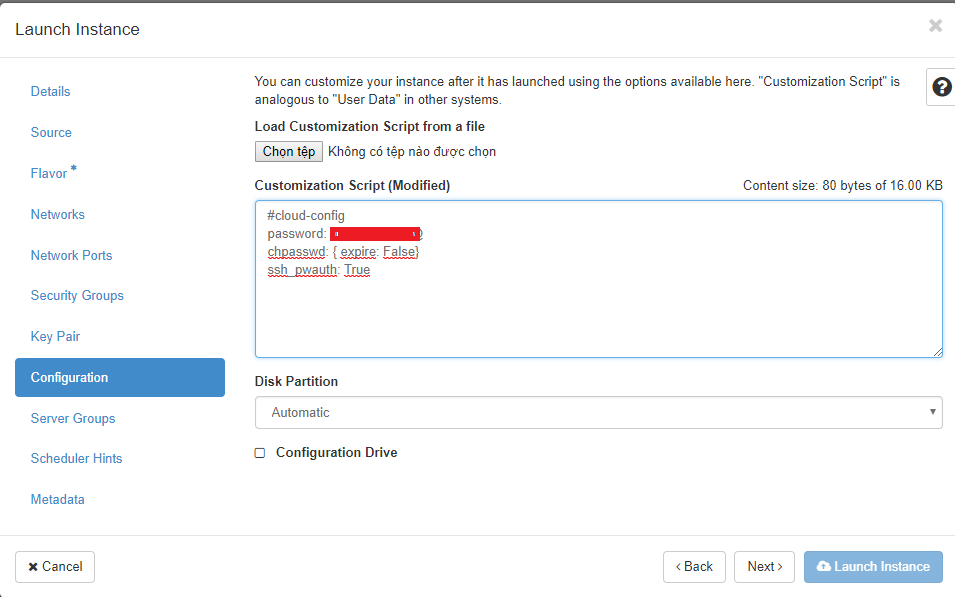 Launch Instance
×
Details
Source
Flavor *
Networks
Network Ports
Security Groups
Key Pair
Configuration
Server Groups
Scheduler Hints
Metadata
You can customize your instance after it has launched using the options available here. "Customization Script" is
analogous to "User Data" in other systems.
?
Load Customization Script from a file
Chọn tệp Không có tệp nào được chọn
Customization Script (Modified) Content size: 80 bytes of 16.00 KB
#cloud-config
password:
chpasswd: { expire: False}
ssh_pwauth: True
Disk Partition
Automatic
Configuration Drive
× Cancel
‹ Back
Next ›
Launch Instance